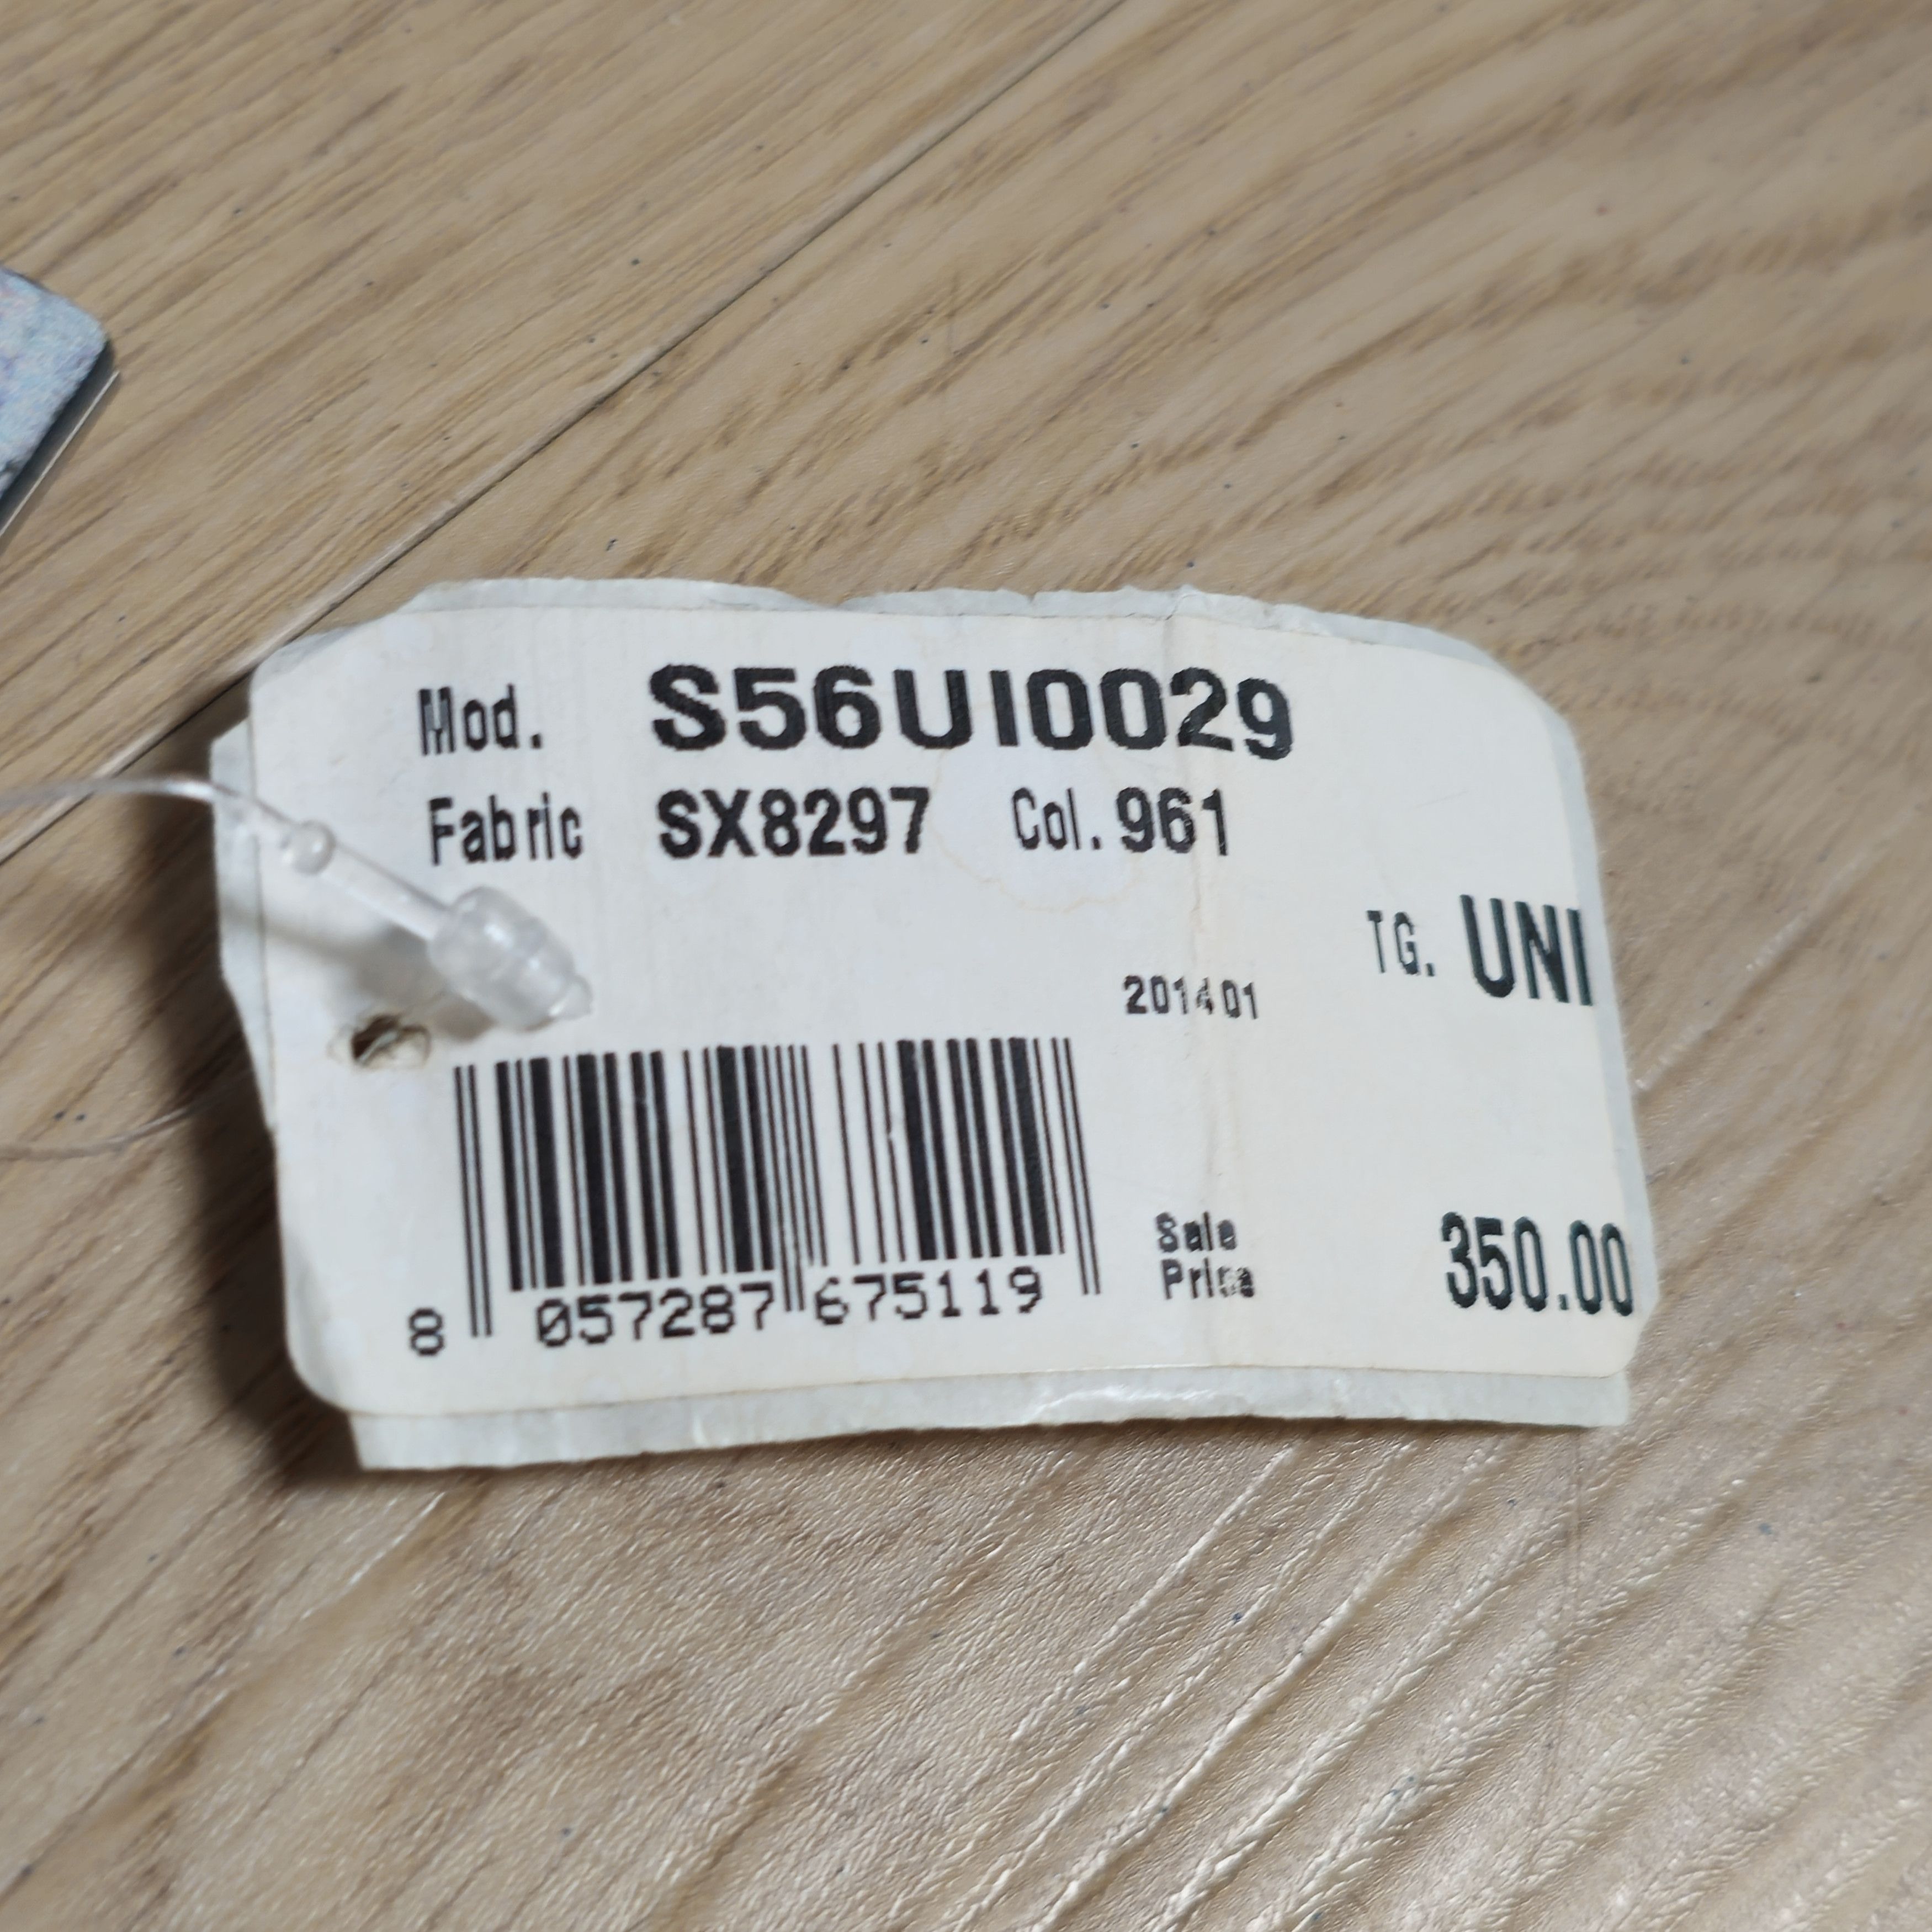 Mod. S56UI0029
Fabric SX8297 Col. 961
TG. UNI
201401
8 057287 675119
Sale
Price 350.00